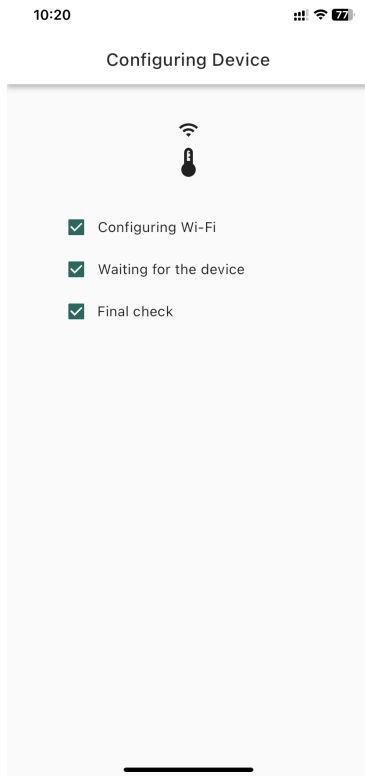 10:20
77
Configuring Device
Configuring Wi-Fi
Waiting for the device
Final check